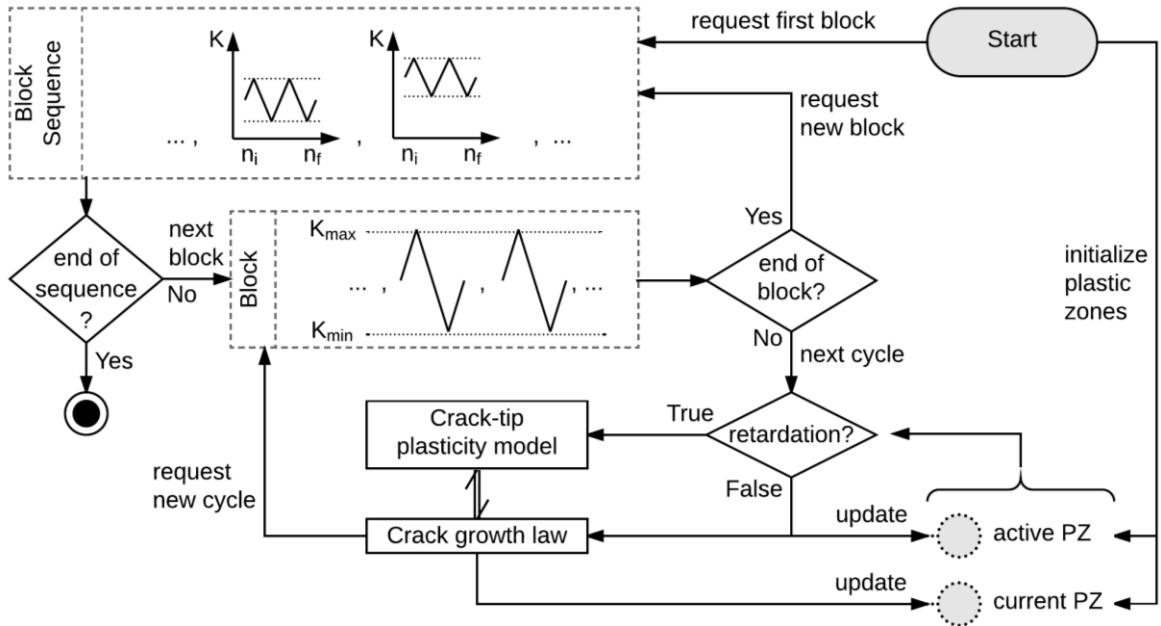 request first block
Start
Block
Sequence
K
K
... ,
,
, ...
n_i
n_f
n_i
n_f
request
new block
end of
sequence
?
next
block
No
Yes
Block
K_max
K_min
... ,
,
, ...
Yes
end of
block?
No
next cycle
initialize
plastic
zones
Crack-tip
plasticity model
True
retardation?
False
request
new cycle
Crack growth law
update
active PZ
update
current PZ